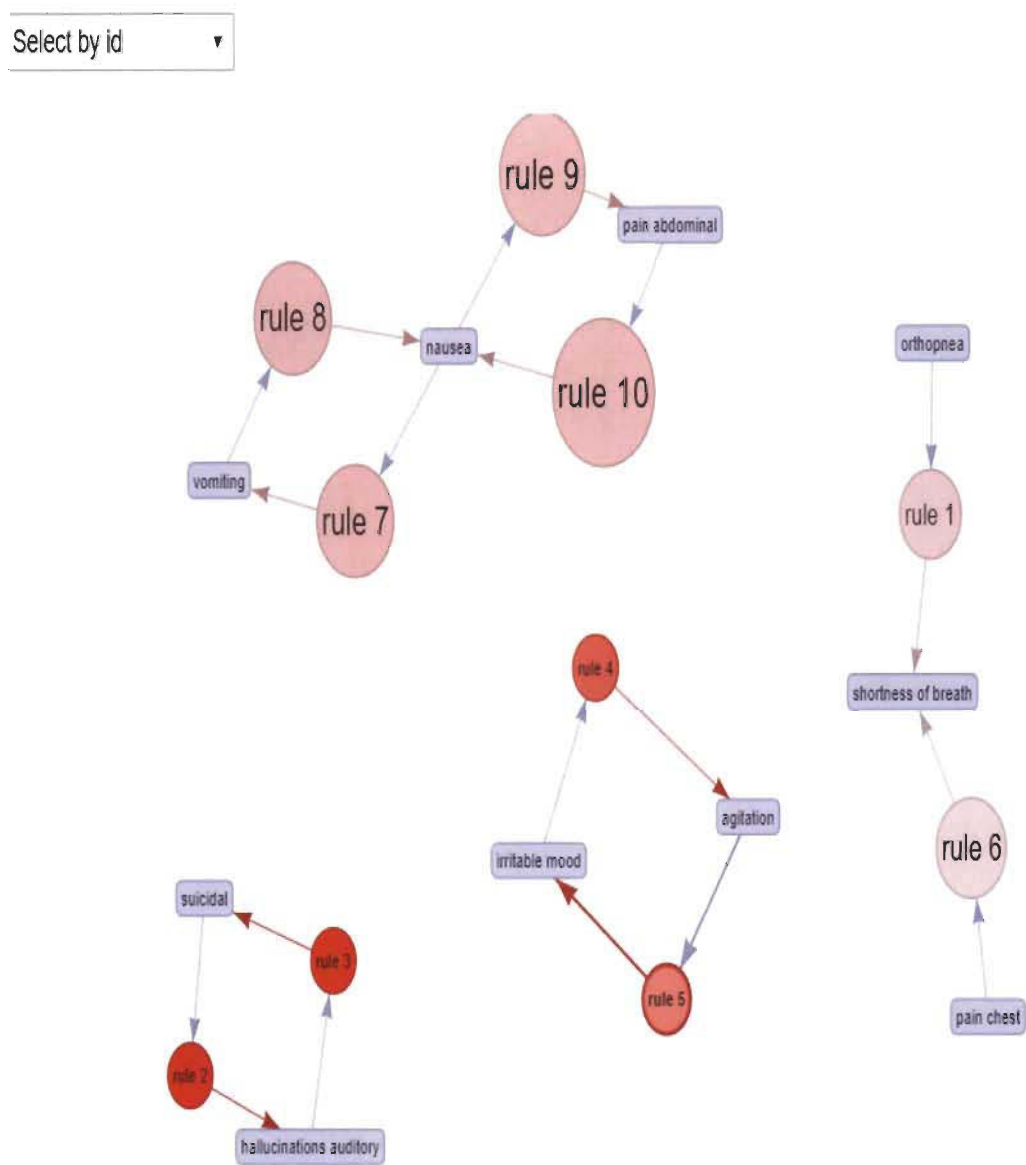 Select by id
rule 9
pain abdominal
rule 8
nausea
orthopnea
rule 10
vomiting
rule 7
rule 1
rule 4
shortness of breath
agitation
rule 6
irritable mood
suicidal
rule 3
rule 5
pain chest
rule 2
hallucinations auditory